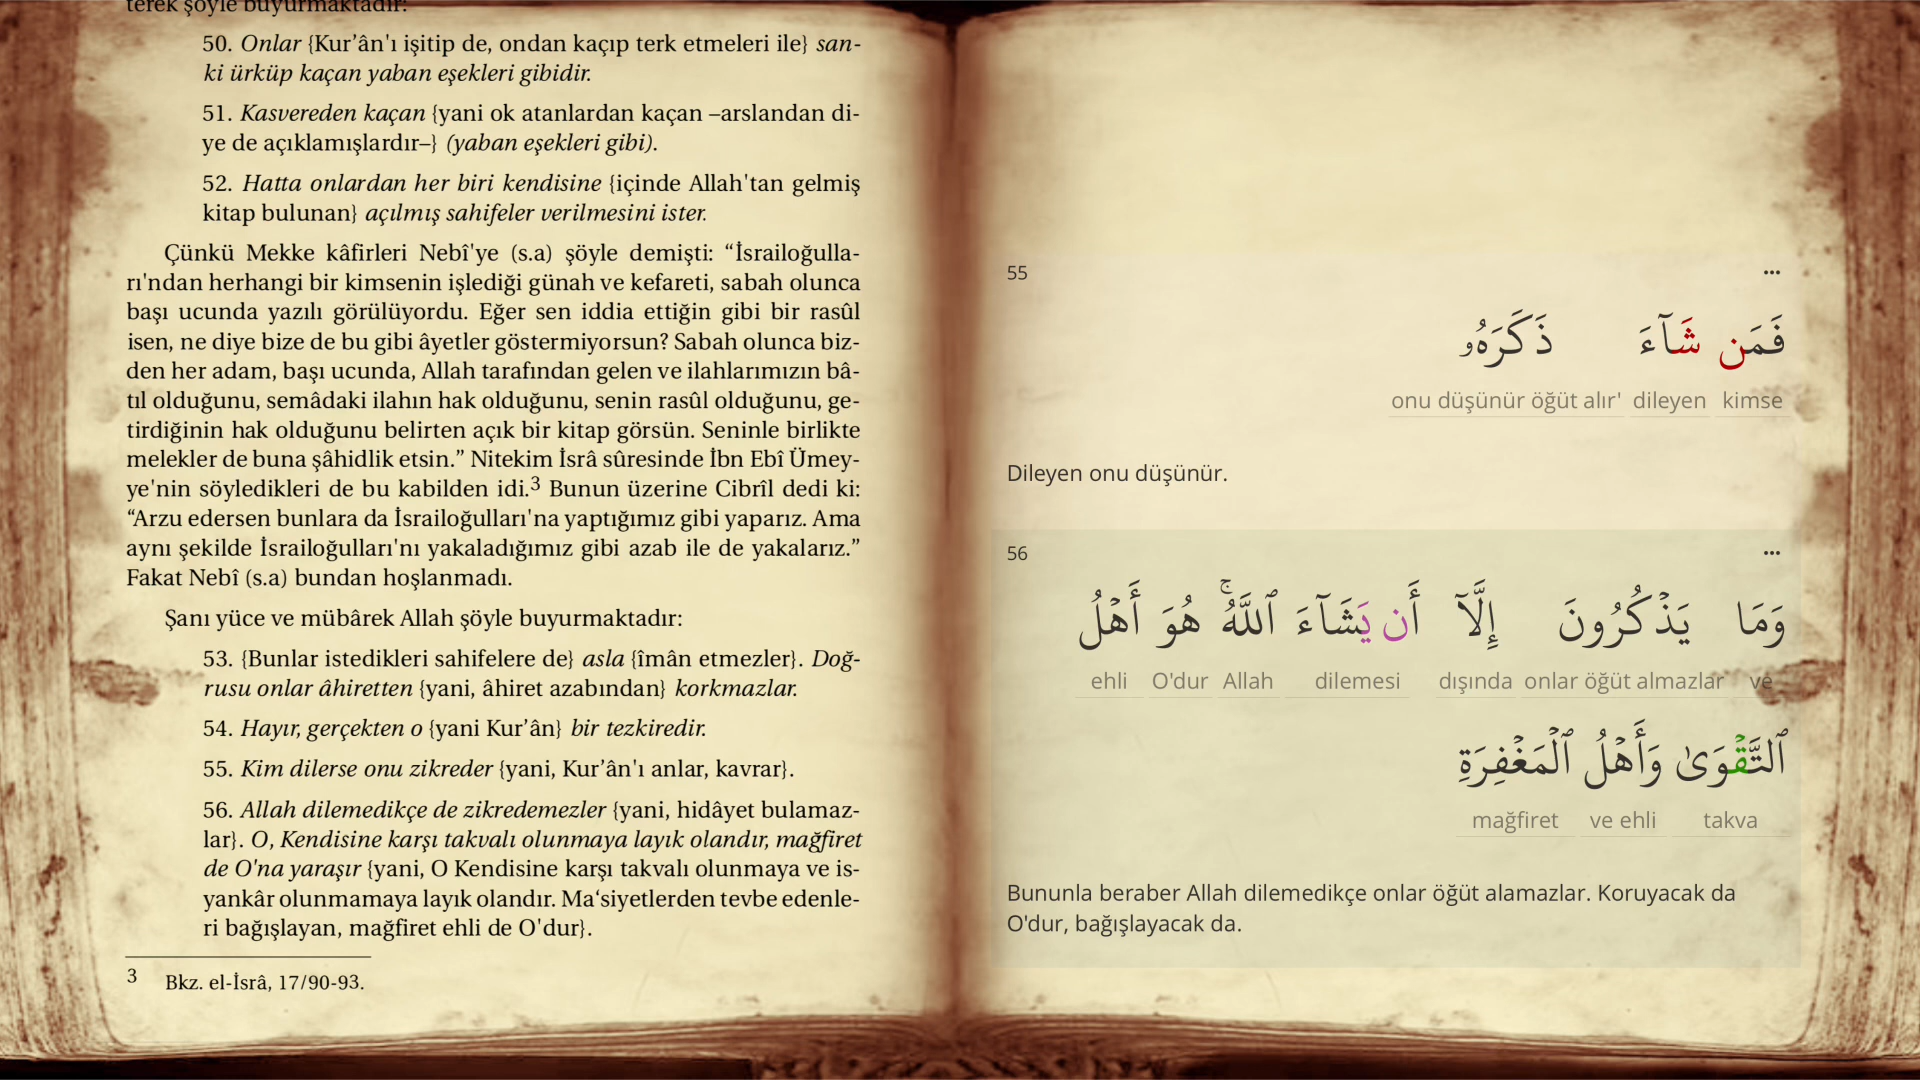 terek şöyle buyurmaktadır:
50. Onlar {Kur’ân'ı işitip de, ondan kaçıp terk etmeleri ile} san-
ki ürküp kaçan yaban eşekleri gibidir.
51. Kasvereden kaçan {yani ok atanlardan kaçan –arslandan di-
ye de açıklamışlardır–} (yaban eşekleri gibi).
52. Hatta onlardan her biri kendisine {içinde Allah'tan gelmiş
kitap bulunan} açılmış sahifeler verilmesini ister.
Çünkü Mekke kâfirleri Nebî'ye (s.a) şöyle demişti: “İsrailoğulla-
rı'ndan herhangi bir kimsenin işlediği günah ve kefareti, sabah olunca
başı ucunda yazılı görülüyordu. Eğer sen iddia ettiğin gibi bir rasûl
isen, ne diye bize de bu gibi âyetler göstermiyorsun? Sabah olunca biz-
den her adam, başı ucunda, Allah tarafından gelen ve ilahlarımızın bâ-
tıl olduğunu, semâdaki ilahın hak olduğunu, senin rasûl olduğunu, ge-
tirdiğinin hak olduğunu belirten açık bir kitap görsün. Seninle birlikte
melekler de buna şâhidlik etsin.” Nitekim İsrâ sûresinde İbn Ebî Ümey-
ye'nin söyledikleri de bu kabilden idi.3 Bunun üzerine Cibrîl dedi ki:
“Arzu edersen bunlara da İsrailoğulları'na yaptığımız gibi yaparız. Ama
aynı şekilde İsrailoğulları'nı yakaladığımız gibi azab ile de yakalarız.”
Fakat Nebî (s.a) bundan hoşlanmadı.
Şanı yüce ve mübârek Allah şöyle buyurmaktadır:
53. {Bunlar istedikleri sahifelere de} asla {îmân etmezler}. Doğ-
rusu onlar âhiretten {yani, âhiret azabından} korkmazlar.
54. Hayır, gerçekten o {yani Kur’ân} bir tezkiredir.
55. Kim dilerse onu zikreder {yani, Kur’ân'ı anlar, kavrar}.
56. Allah dilemedikçe de zikredemezler {yani, hidâyet bulamaz-
lar}. O, Kendisine karşı takvalı olunmaya layık olandır, mağfiret
de O'na yaraşır {yani, O Kendisine karşı takvalı olunmaya ve is-
yankâr olunmamaya layık olandır. Ma‘siyetlerden tevbe edenle-
ri bağışlayan, mağfiret ehli de O'dur}.
3 Bkz. el-İsrâ, 17/90-93.
55 ···
فَمَن شَآءَ ذَكَرَهُۥ
onu düşünür öğüt alır' dileyen kimse
Dileyen onu düşünür.
56 ···
وَمَا يَذْكُرُونَ إِلَّآ أَن يَشَآءَ ٱللَّهُۚ هُوَ أَهْلُ
ehli O'dur Allah dilemesi dışında onlar öğüt almazlar ve
ٱلتَّقْوَىٰ وَأَهْلُ ٱلْمَغْفِرَةِ
mağfiret ve ehli takva
Bununla beraber Allah dilemedikçe onlar öğüt alamazlar. Koruyacak da
O'dur, bağışlayacak da.